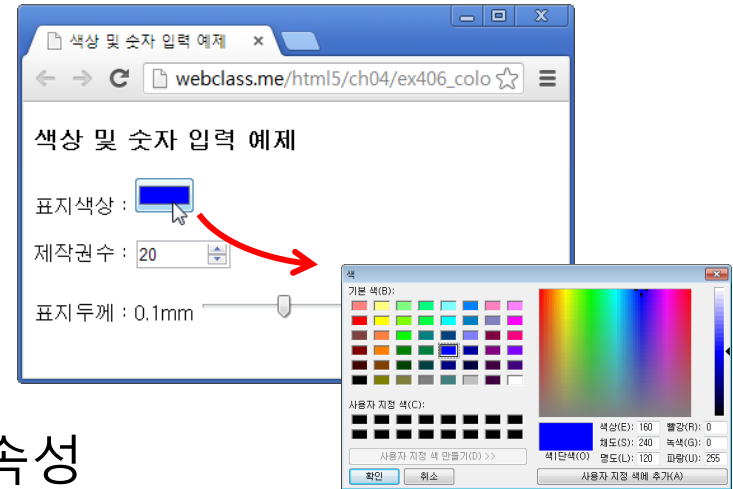 색상 및 숫자 입력 예제
webclass.me/html5/ch04/ex406_colo
색상 및 숫자 입력 예제
표지색상 :
제작권수 : 20
표지두께 : 0.1mm
색
기본 색(B):
사용자 지정 색(C):
사용자 지정 색 만들기(D) >>
확인
취소
색|단색(O)
색상(E): 160
빨강(R): 0
채도(S): 240
녹색(G): 0
명도(L): 120
파랑(U): 255
사용자 지정 색에 추가(A)
속성